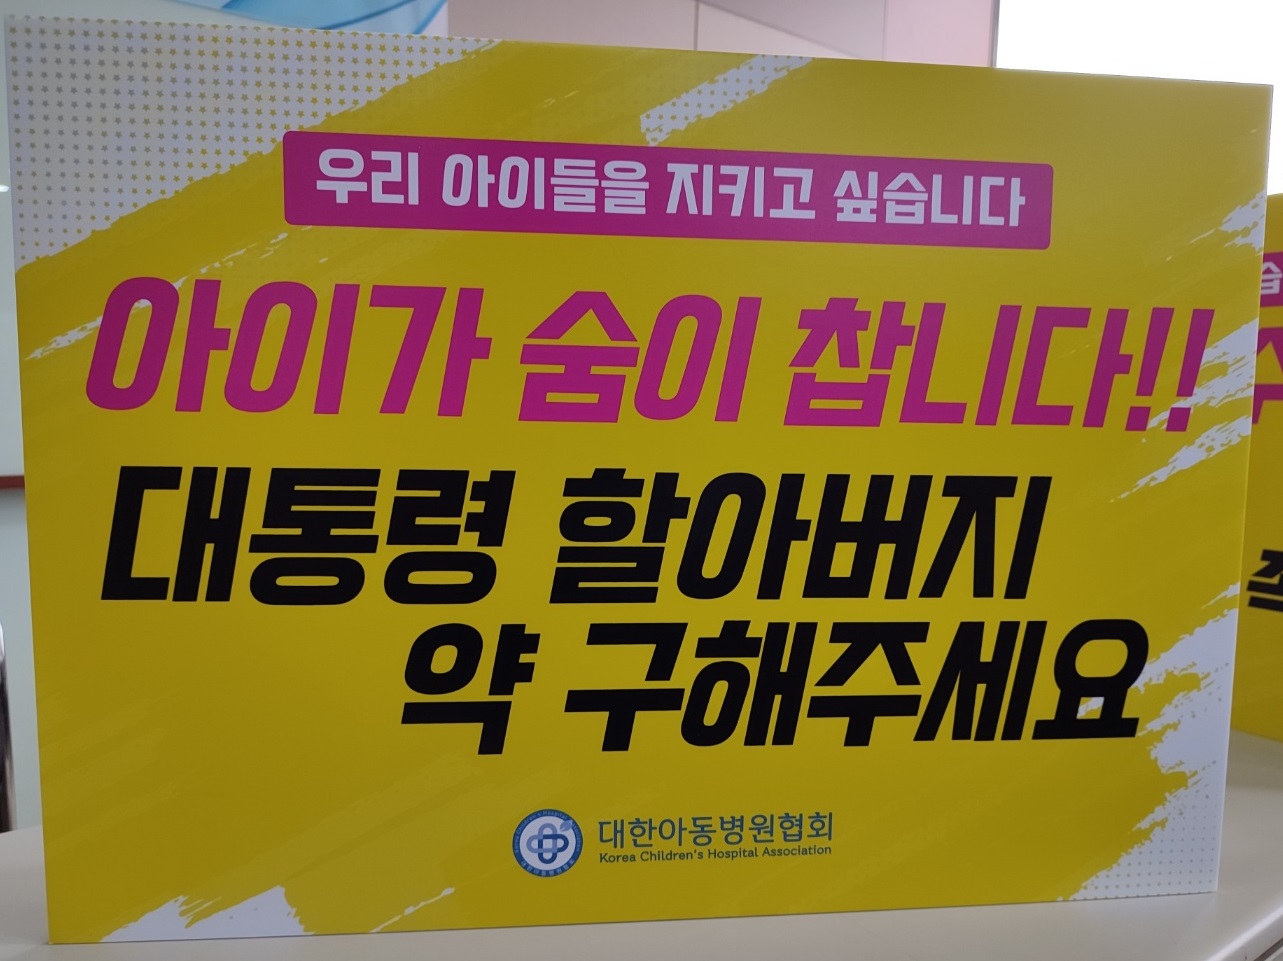 우리 아이들을 지키고 싶습니다
아이가 숨이 찹니다!!
대통령 할아버지
약 구해주세요
대한아동병원협회
Korea Children's Hospital Association